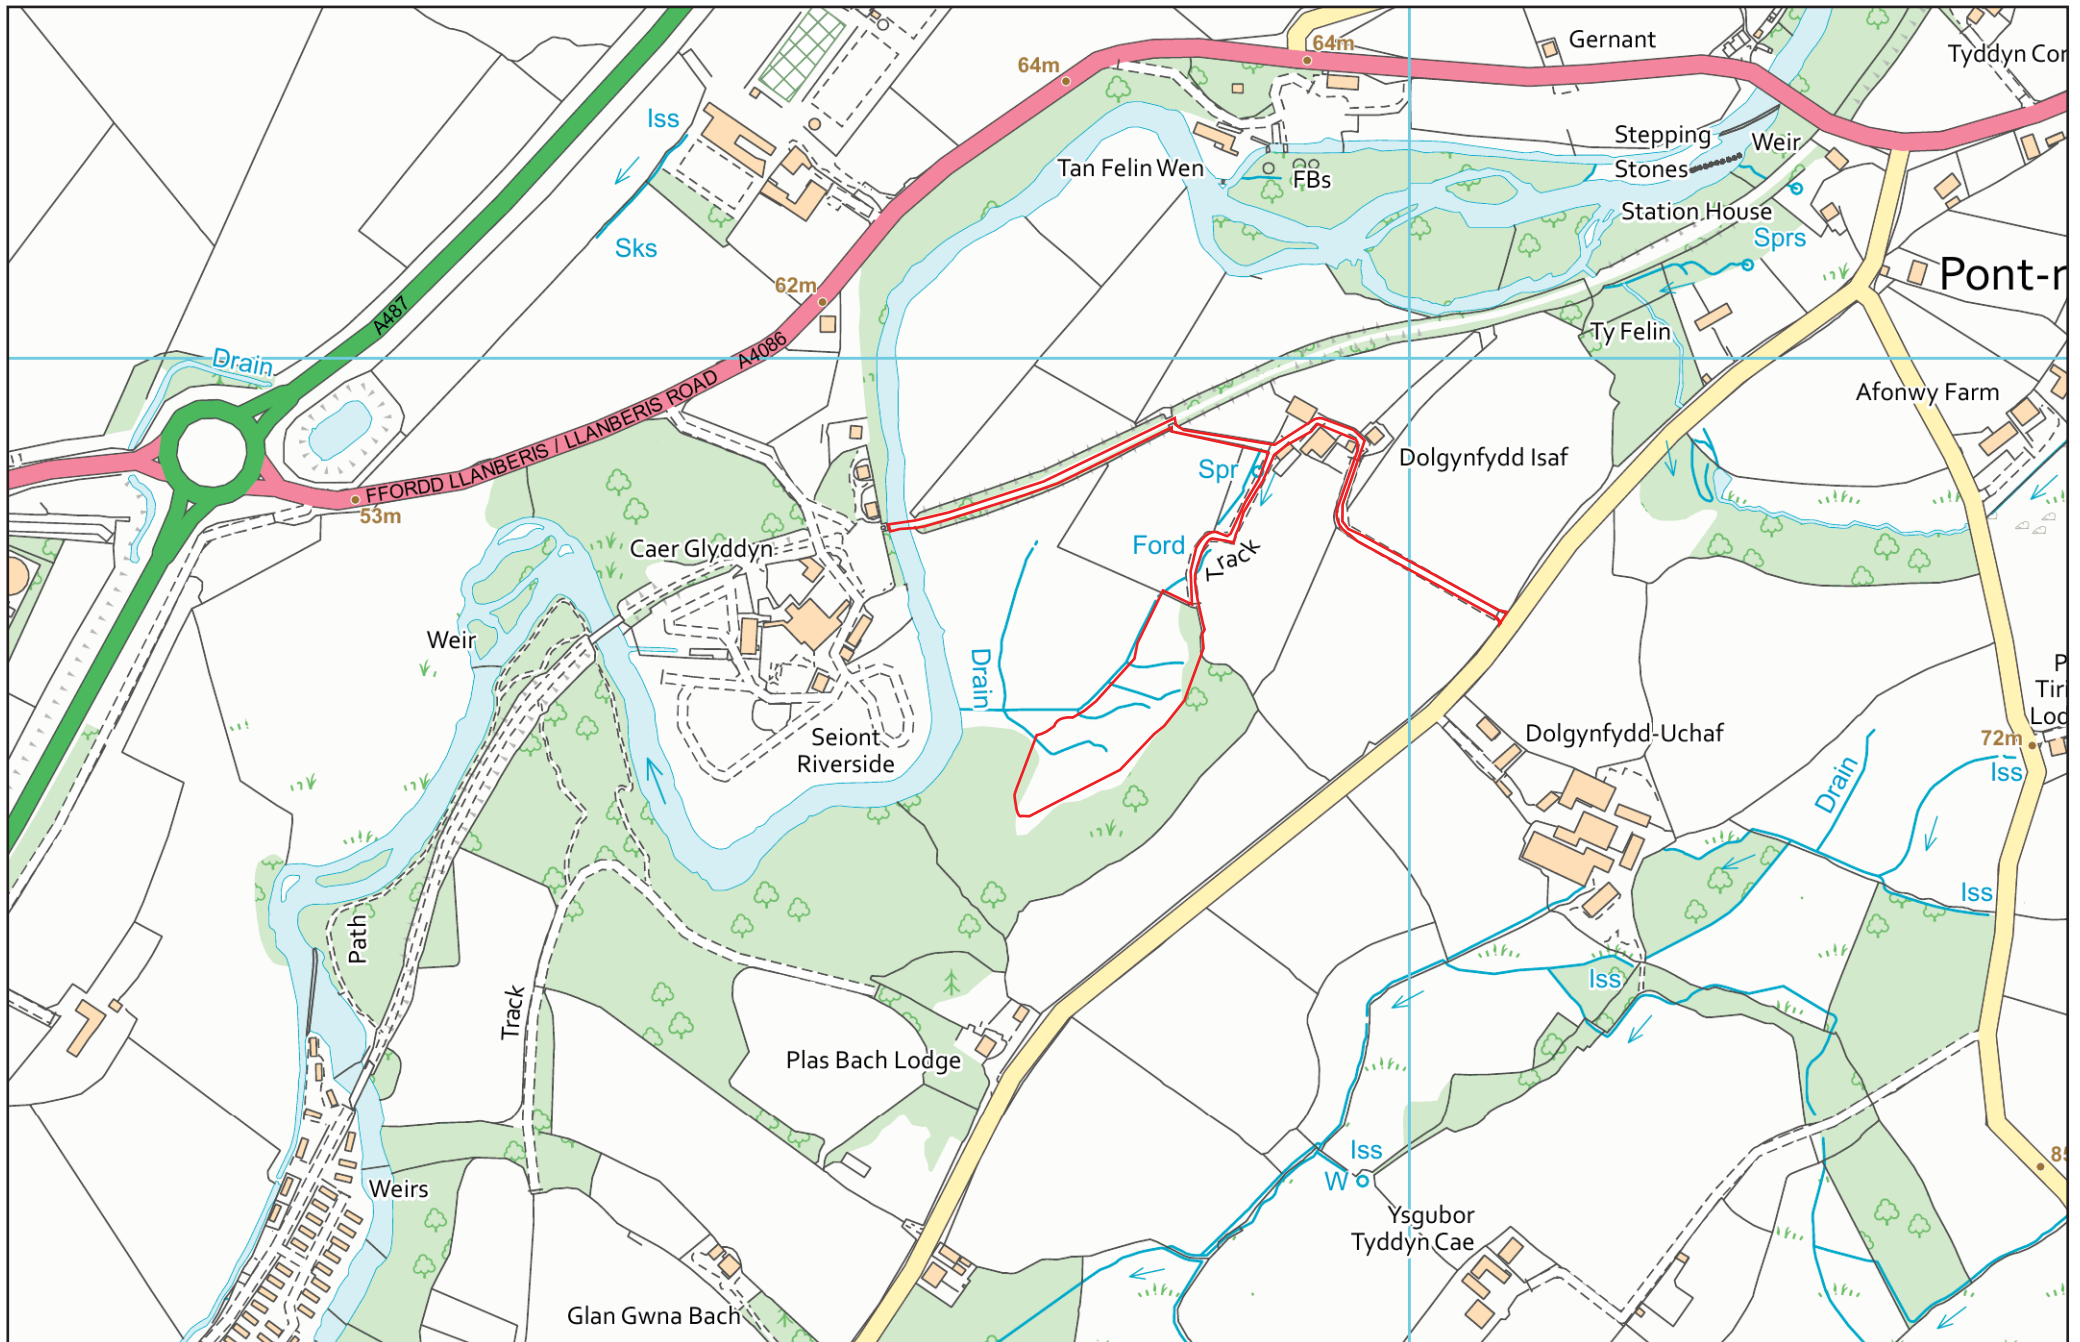 Gernant
Tyddyn Cor
64m
64m
Iss
Stepping
Stones
Weir
Tan Felin Wen
FBs
Station House
Sprs
Sks
62m
Pont-r
A487
Ty Felin
Drain
A4086
FFORDD LLANBERIS / LLANBERIS ROAD
Afonwy Farm
Dolgynfydd Isaf
Spr
53m
Caer Glyddyn
Ford
Track
Weir
Drain
P
Tiri
Lod
72m
Iss
Seiont
Riverside
Dolgynfydd-Uchaf
Drain
Iss
Path
Iss
Track
Plas Bach Lodge
Iss
W
85
Weirs
Ysgubor
Tyddyn Cae
Glan Gwna Bach